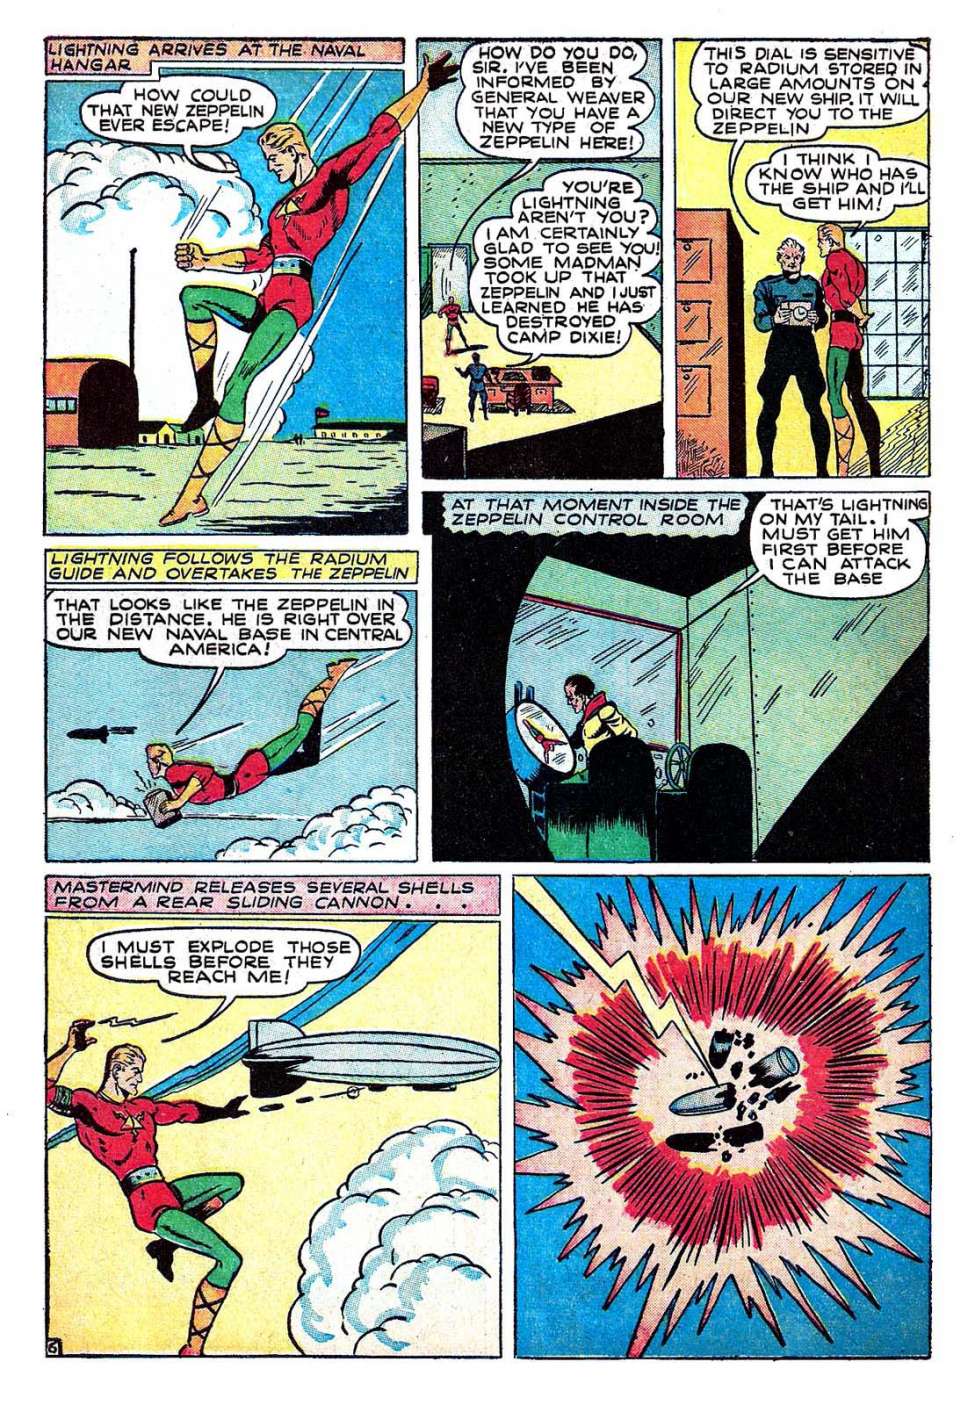 LIGHTNING ARRIVES AT THE NAVAL
HANGAR
HOW COULD
THAT NEW ZEPPELIN
EVER ESCAPE!
HOW DO YOU DO,
SIR. I'VE BEEN
INFORMED BY
GENERAL WEAVER
THAT YOU HAVE A
NEW TYPE OF
ZEPPELIN HERE!
YOU'RE
LIGHTNING
AREN'T YOU?
I AM CERTAINLY
GLAD TO SEE YOU!
SOME MADMAN
TOOK UP THAT
ZEPPELIN AND I JUST
LEARNED HE HAS
DESTROYED
CAMP DIXIE!
THIS DIAL IS SENSITIVE
TO RADIUM STORED IN
LARGE AMOUNTS ON
OUR NEW SHIP. IT WILL
DIRECT YOU TO THE
ZEPPELIN
I THINK I
KNOW WHO HAS
THE SHIP AND I'LL
GET HIM!
LIGHTNING FOLLOWS THE RADIUM
GUIDE AND OVERTAKES THE ZEPPELIN
THAT LOOKS LIKE THE ZEPPELIN IN
THE DISTANCE. HE IS RIGHT OVER
OUR NEW NAVAL BASE IN CENTRAL
AMERICA!
AT THAT MOMENT INSIDE THE
ZEPPELIN CONTROL ROOM
THAT'S LIGHTNING
ON MY TAIL. I
MUST GET HIM
FIRST BEFORE
I CAN ATTACK
THE BASE
MASTERMIND RELEASES SEVERAL SHELLS
FROM A REAR SLIDING CANNON . . .
I MUST EXPLODE THOSE
SHELLS BEFORE THEY
REACH ME!
6